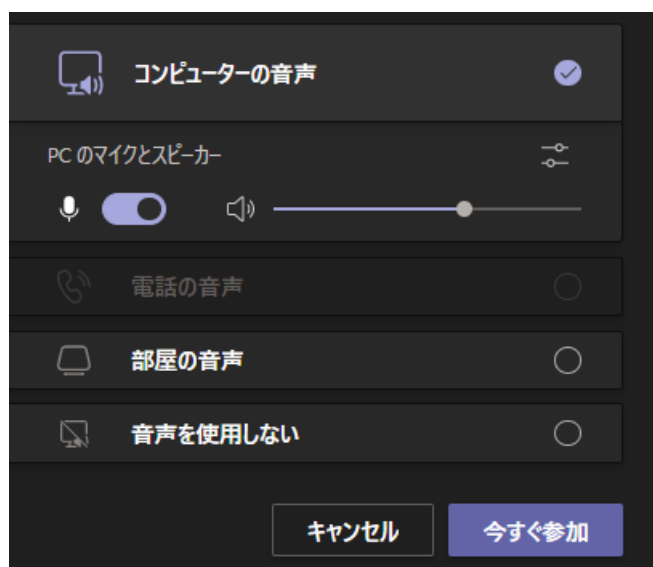 コンピューターの音声
PC のマイクとスピーカー
電話の音声
部屋の音声
音声を使用しない
キャンセル
今すぐ参加